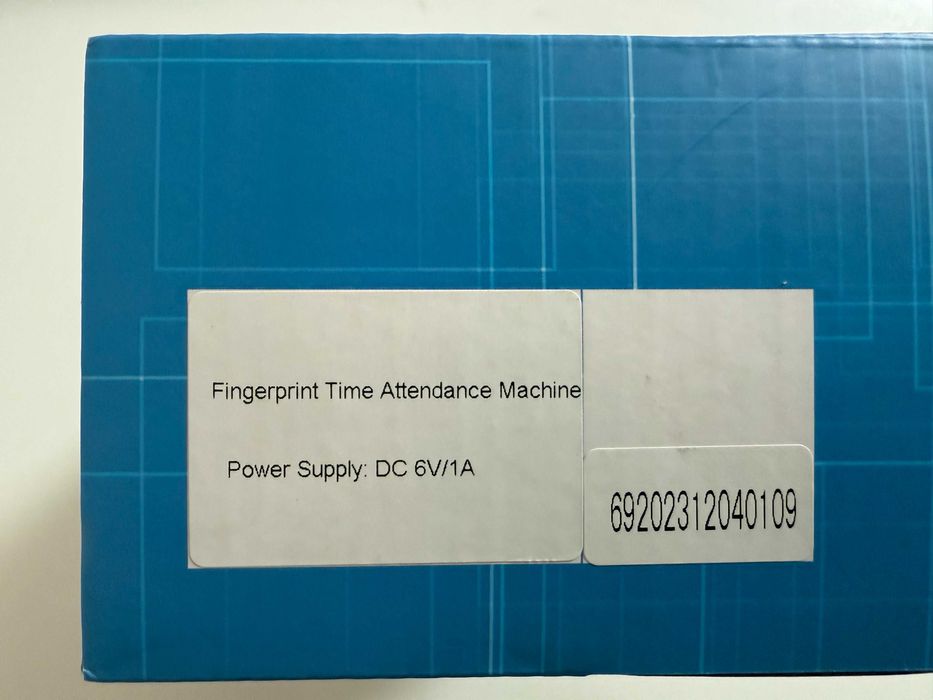 Fingerprint Time Attendance Machine
Power Supply: DC 6V/1A
69202312040109